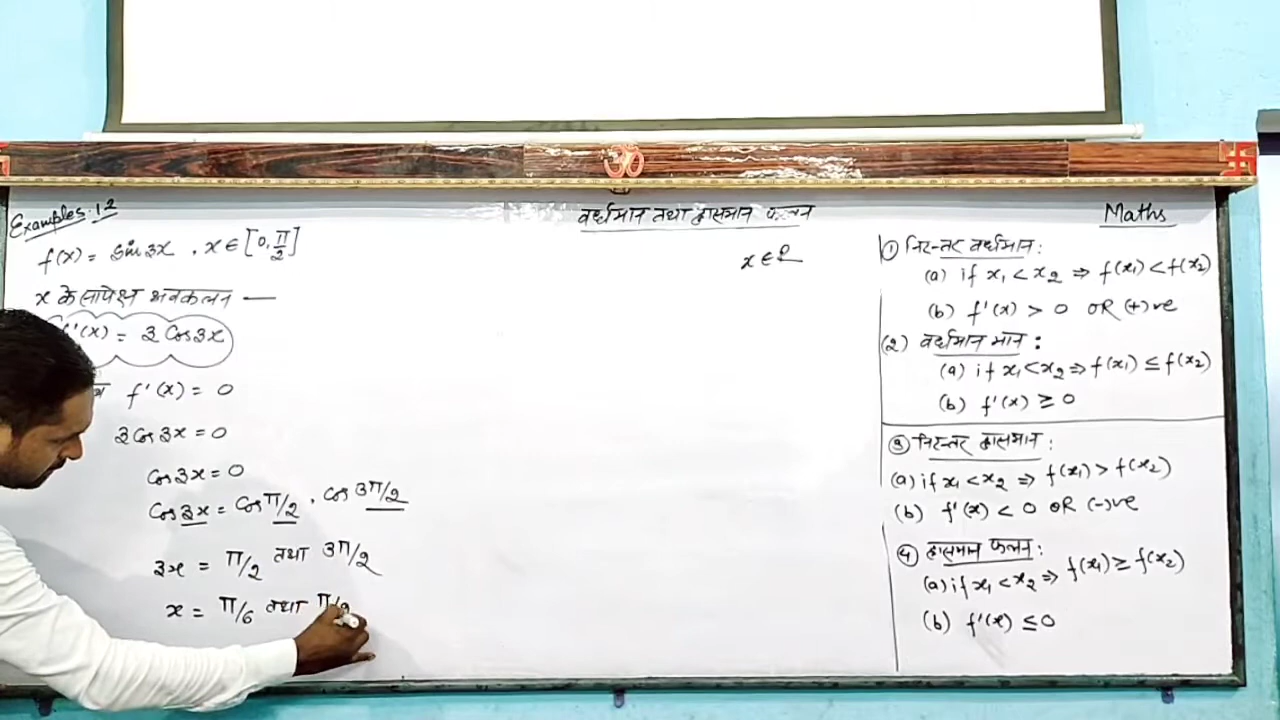 Examples: 12
f(x) = sin 3x , x ∈ [0, π/2]
x के सापेक्ष अवकलन —
f'(x) = 3 Cos 3x
f'(x) = 0
3 Cos 3x = 0
Cos 3x = 0
Cos 3x = Cos π/2 , Cos 3π/2
3x = π/2 तथा 3π/2
x = π/6 तथा π/2
वर्धमान तथा ह्रासमान फलन
x ∈ R
Maths
① निरन्तर वर्धमान :
(a) if x₁ < x₂ ⇒ f(x₁) < f(x₂)
(b) f'(x) > 0 OR (+)ve
(2) वर्धमान मान :
(a) if x₁ < x₂ ⇒ f(x₁) ≤ f(x₂)
(b) f'(x) ≥ 0
③ निरन्तर ह्रासमान :
(a) if x₁ < x₂ ⇒ f(x₁) > f(x₂)
(b) f'(x) < 0 OR (-)ve
④ ह्रासमान फलन :
(a) if x₁ < x₂ ⇒ f(x₁) ≥ f(x₂)
(b) f'(x) ≤ 0